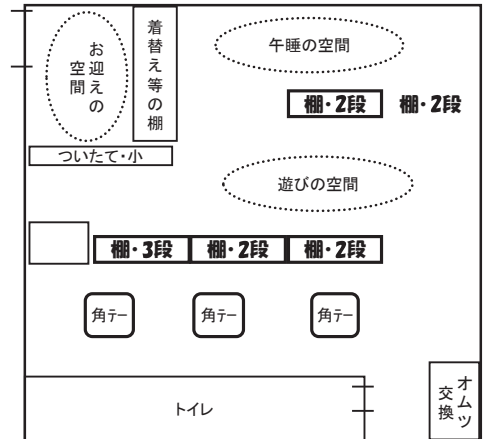 お迎えの
空間
着替え等の棚
午睡の空間
棚・2段
棚・2段
ついたて・小
遊びの空間
棚・3段
棚・2段
棚・2段
角テー
角テー
角テー
トイレ
オムツ
交換